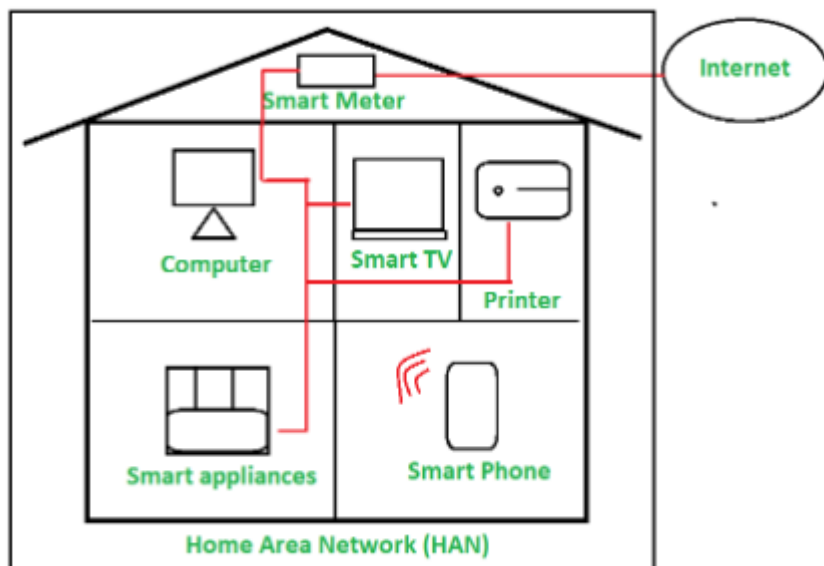 Internet
Smart Meter
Computer
Smart TV
Printer
Smart appliances
Smart Phone
Home Area Network (HAN)